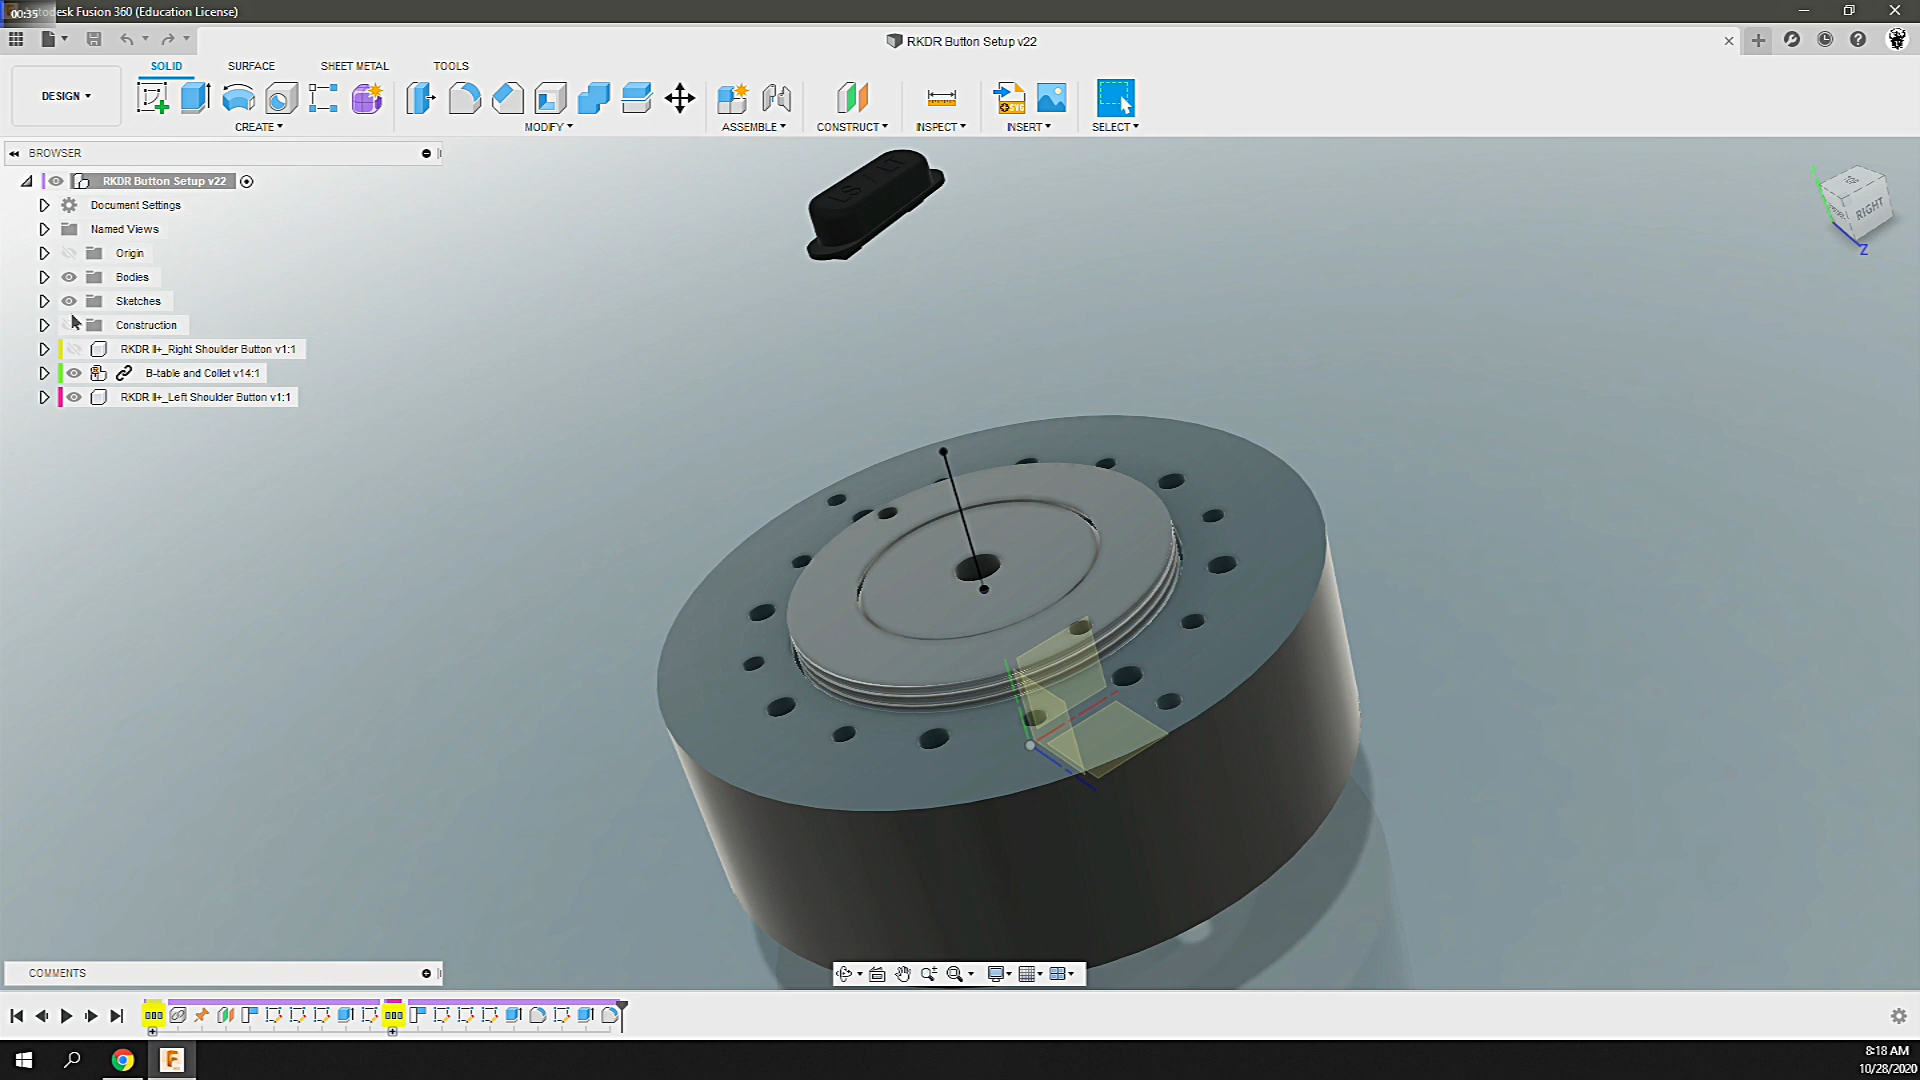 00:35
Autodesk Fusion 360 (Education License)
RKDR Button Setup v22
SOLID SURFACE SHEET METAL TOOLS
DESIGN
CREATE MODIFY ASSEMBLE CONSTRUCT INSPECT INSERT SELECT
BROWSER
RKDR Button Setup v22
Document Settings
Named Views
Origin
Bodies
Sketches
Construction
RKDR II+_Right Shoulder Button v1:1
B-table and Collet v14:1
RKDR II+_Left Shoulder Button v1:1
RIGHT
Z
COMMENTS
8:18 AM
10/28/2020